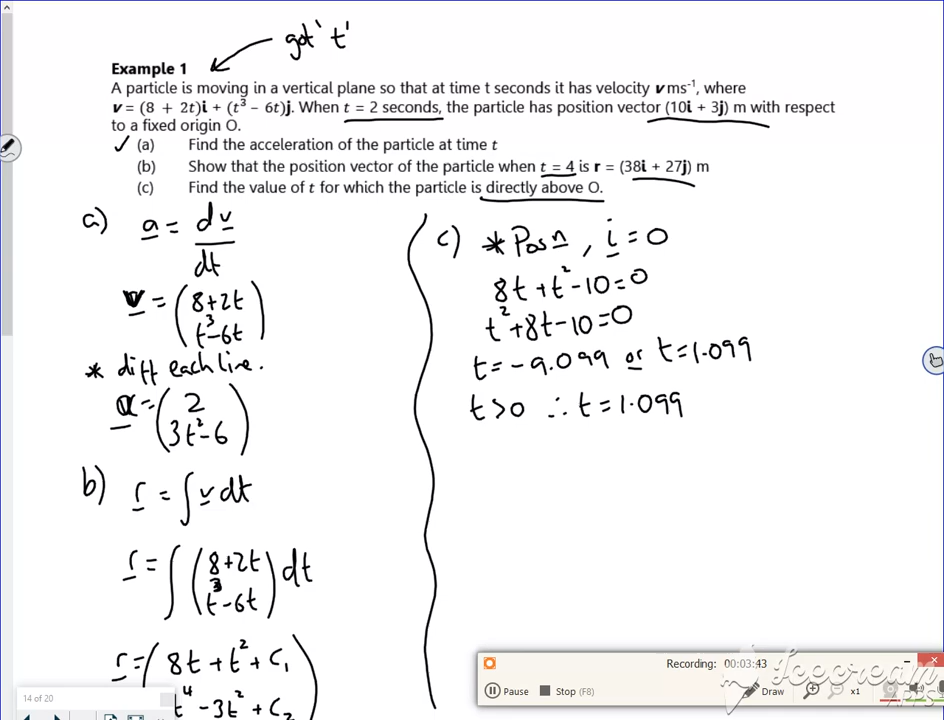 got 't'
Example 1
A particle is moving in a vertical plane so that at time t seconds it has velocity v ms⁻¹, where
v = (8 + 2t)i + (t³ − 6t)j. When t = 2 seconds, the particle has position vector (10i + 3j) m with respect
to a fixed origin O.
✓ (a) Find the acceleration of the particle at time t
(b) Show that the position vector of the particle when t = 4 is r = (38i + 27j) m
(c) Find the value of t for which the particle is directly above O.
a) a = dv/dt
v = (8+2t
t³−6t)
* diff each line.
a = (2
3t²−6)
b) r = ∫ v dt
r = ∫ (8+2t
t³−6t) dt
r = (8t + t² + C₁
t⁴ − 3t² + C₂
c) * Posn, i = 0
8t + t² − 10 = 0
t² + 8t − 10 = 0
t = −9.099 or t = 1.099
t > 0 ∴ t = 1.099
14 of 20
Recording: 00:03:43
Pause Stop (F8) Draw x1
Icecream
APPS